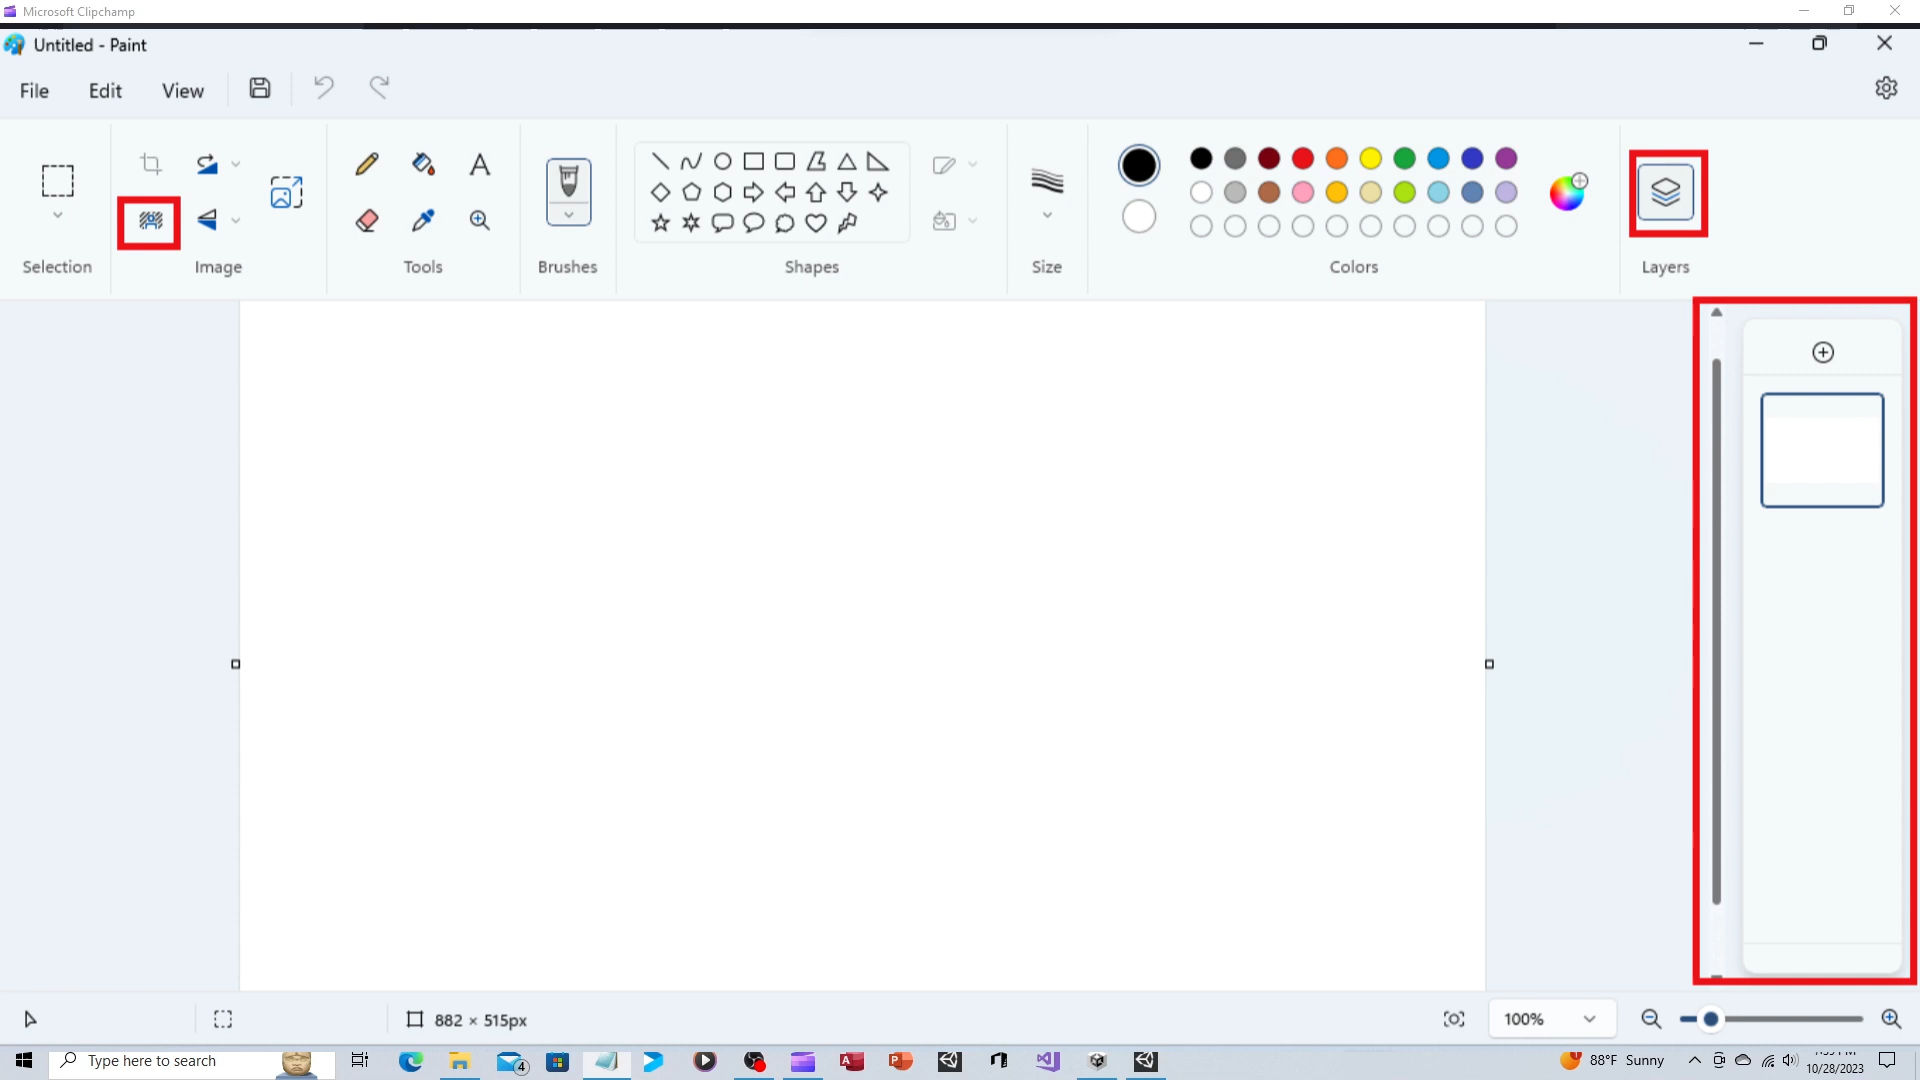 Microsoft Clipchamp
Untitled - Paint
File Edit View
A
Selection Image Tools Brushes Shapes Size Colors Layers
882 × 515px 100%
Type here to search 4 88°F Sunny
10/28/2023